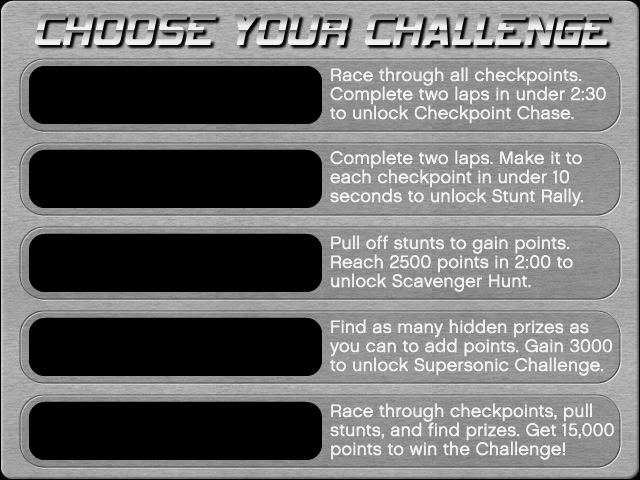 CHOOSE YOUR CHALLENGE
Race through all checkpoints.
Complete two laps in under 2:30
to unlock Checkpoint Chase.
Complete two laps. Make it to
each checkpoint in under 10
seconds to unlock Stunt Rally.
Pull off stunts to gain points.
Reach 2500 points in 2:00 to
unlock Scavenger Hunt.
Find as many hidden prizes as
you can to add points. Gain 3000
to unlock Supersonic Challenge.
Race through checkpoints, pull
stunts, and find prizes. Get 15,000
points to win the Challenge!